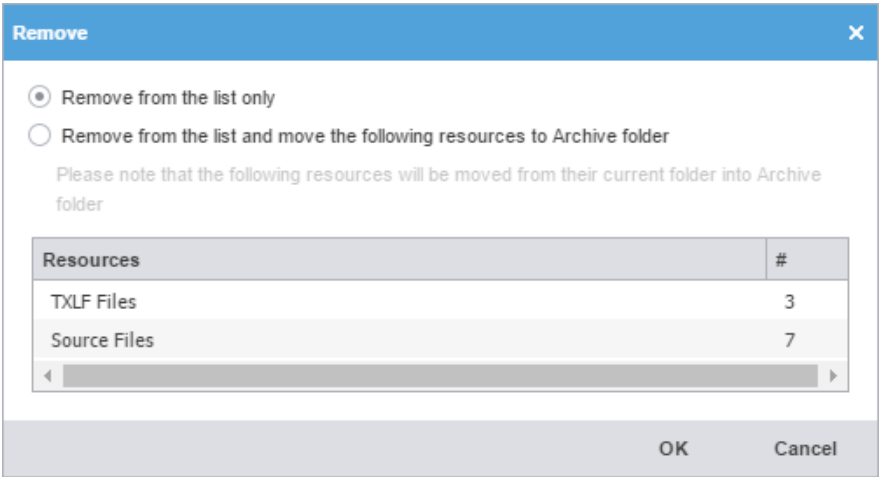 Remove
Remove from the list only
Remove from the list and move the following resources to Archive folder
Please note that the following resources will be moved from their current folder into Archive
folder
Resources #
TXLF Files 3
Source Files 7
OK Cancel